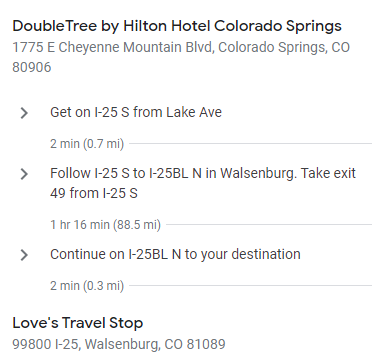 DoubleTree by Hilton Hotel Colorado Springs
1775 E Cheyenne Mountain Blvd, Colorado Springs, CO
80906
Get on I-25 S from Lake Ave
2 min (0.7 mi)
Follow I-25 S to I-25BL N in Walsenburg. Take exit
49 from I-25 S
1 hr 16 min (88.5 mi)
Continue on I-25BL N to your destination
2 min (0.3 mi)
Love's Travel Stop
99800 I-25, Walsenburg, CO 81089